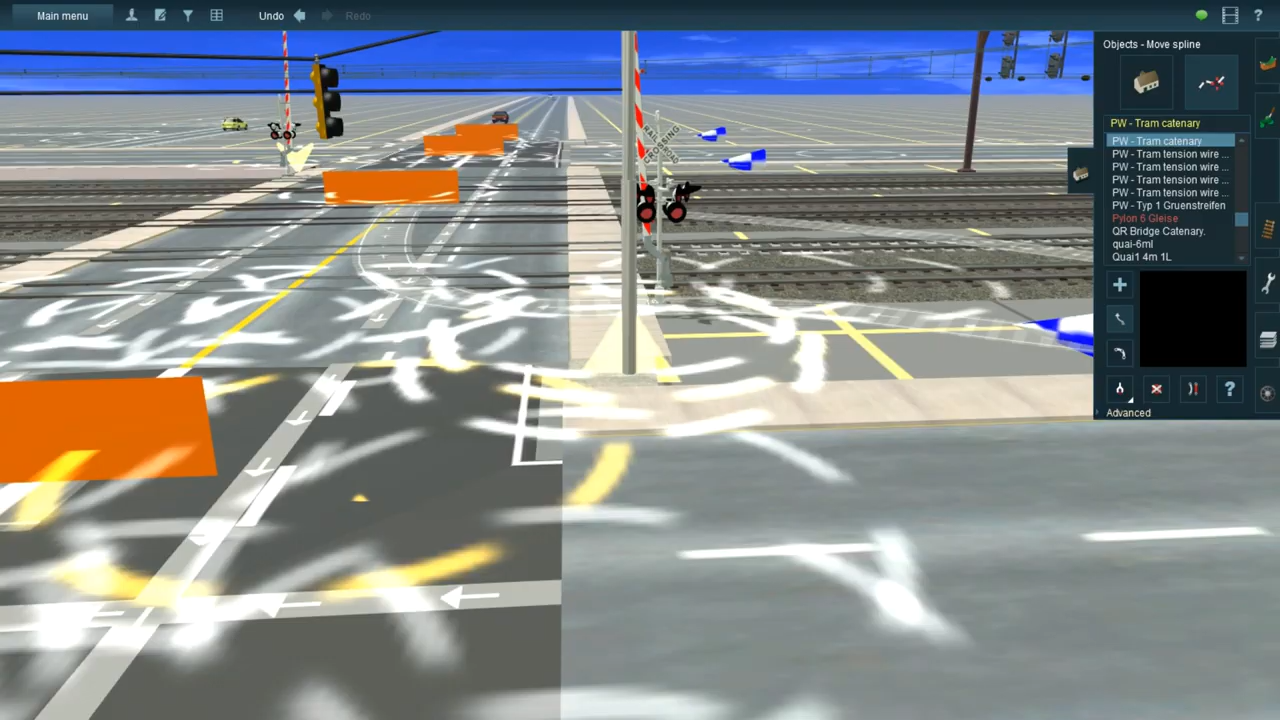 Main menu
Undo
Redo
?
Objects - Move spline
PW - Tram catenary
PW - Tram catenary
PW - Tram tension wire ...
PW - Tram tension wire ...
PW - Tram tension wire ...
PW - Tram tension wire ...
PW - Typ 1 Gruenstreifen
Pylon 6 Gleise
QR Bridge Catenary.
quai-6ml
Quai1 4m 1L
?
Advanced
RAIL ROAD
CROSSING